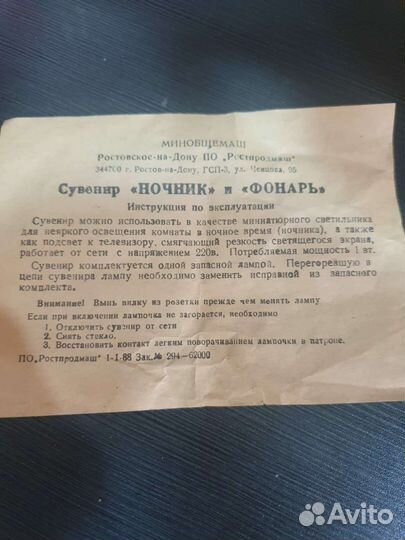 МИНОБЩЕМАШ
Ростовское-на-Дону ПО „Ростпродмаш"
344700 г. Ростов-на-Дону, ГСП-3, ул. Ченцова, 95
Сувенир «НОЧНИК» и «ФОНАРЬ»
Инструкция по эксплуатации
Сувенир можно использовать в качестве миниатюрного светильника
для неяркого освещения комнаты в ночное время (ночника), а также
как подсвет к телевизору, смягчающий резкость светящегося экрана,
работает от сети с напряжением 220в. Потребляемая мощность 1 вт.
Сувенир комплектуется одной запасной лампой. Перегоревшую в
цепи сувенира лампу необходимо заменить исправной из запасного
комплекта.
Внимание! Вынь вилку из розетки прежде чем менять лампу
Если при включении лампочка не загорается, необходимо
1. Отключить сувенир от сети
2. Снять стекло.
3. Восстановить контакт легким поворачиванием лампочки в патроне.
ПО „Ростпродмаш" 1-1-88 Зак. № 294-62000
Avito